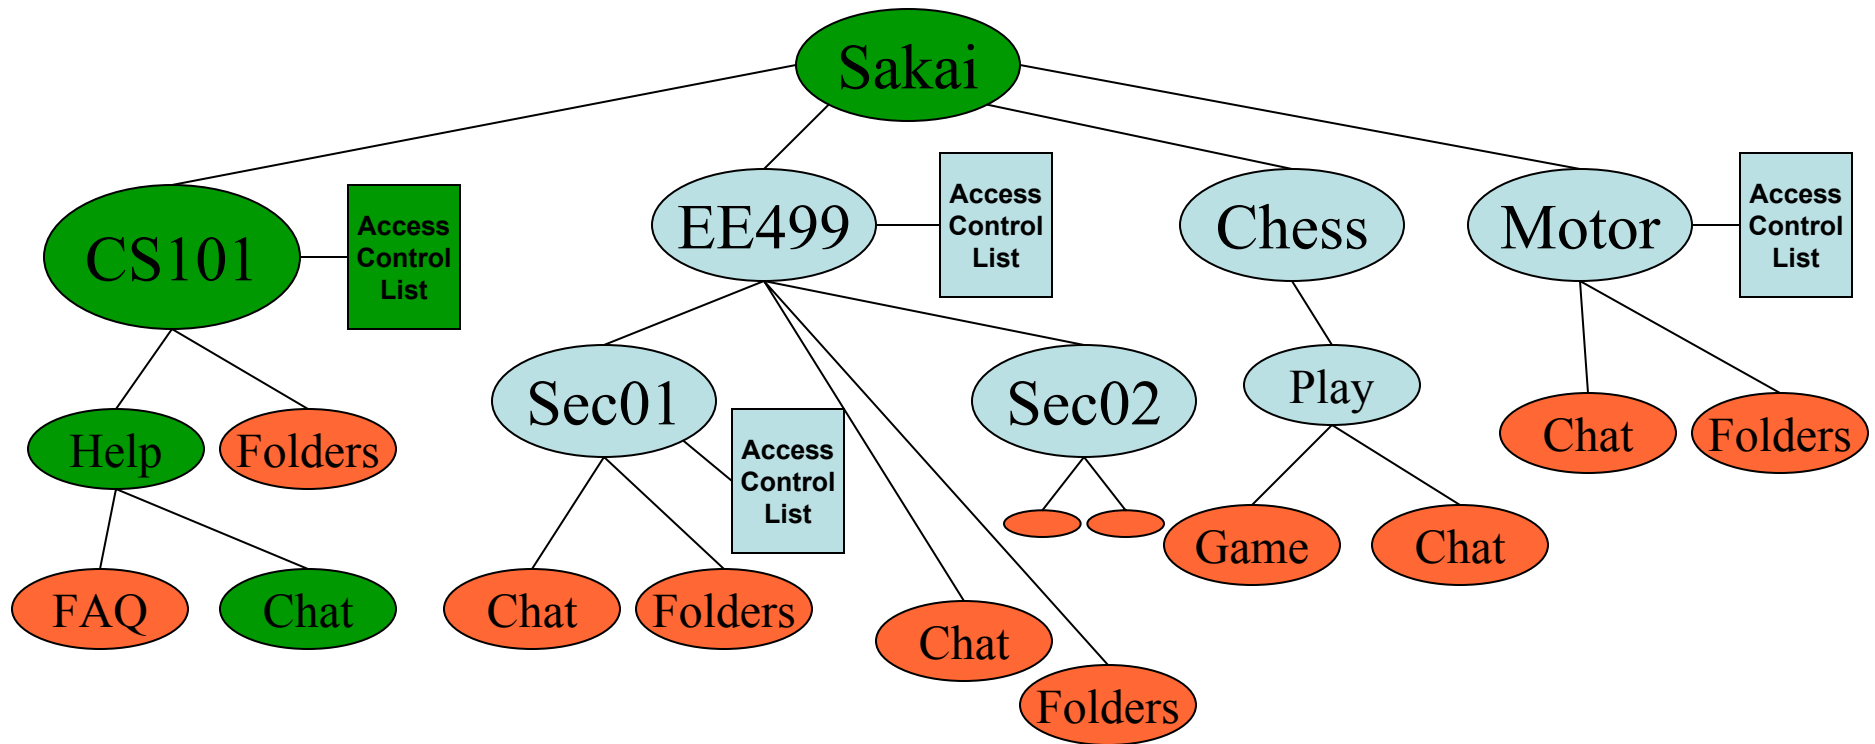 Sakai
CS101
Access
Control
List
EE499
Access
Control
List
Chess
Motor
Access
Control
List
Help
Folders
Sec01
Access
Control
List
Sec02
Play
Chat
Folders
FAQ
Chat
Chat
Folders
Chat
Folders
Game
Chat